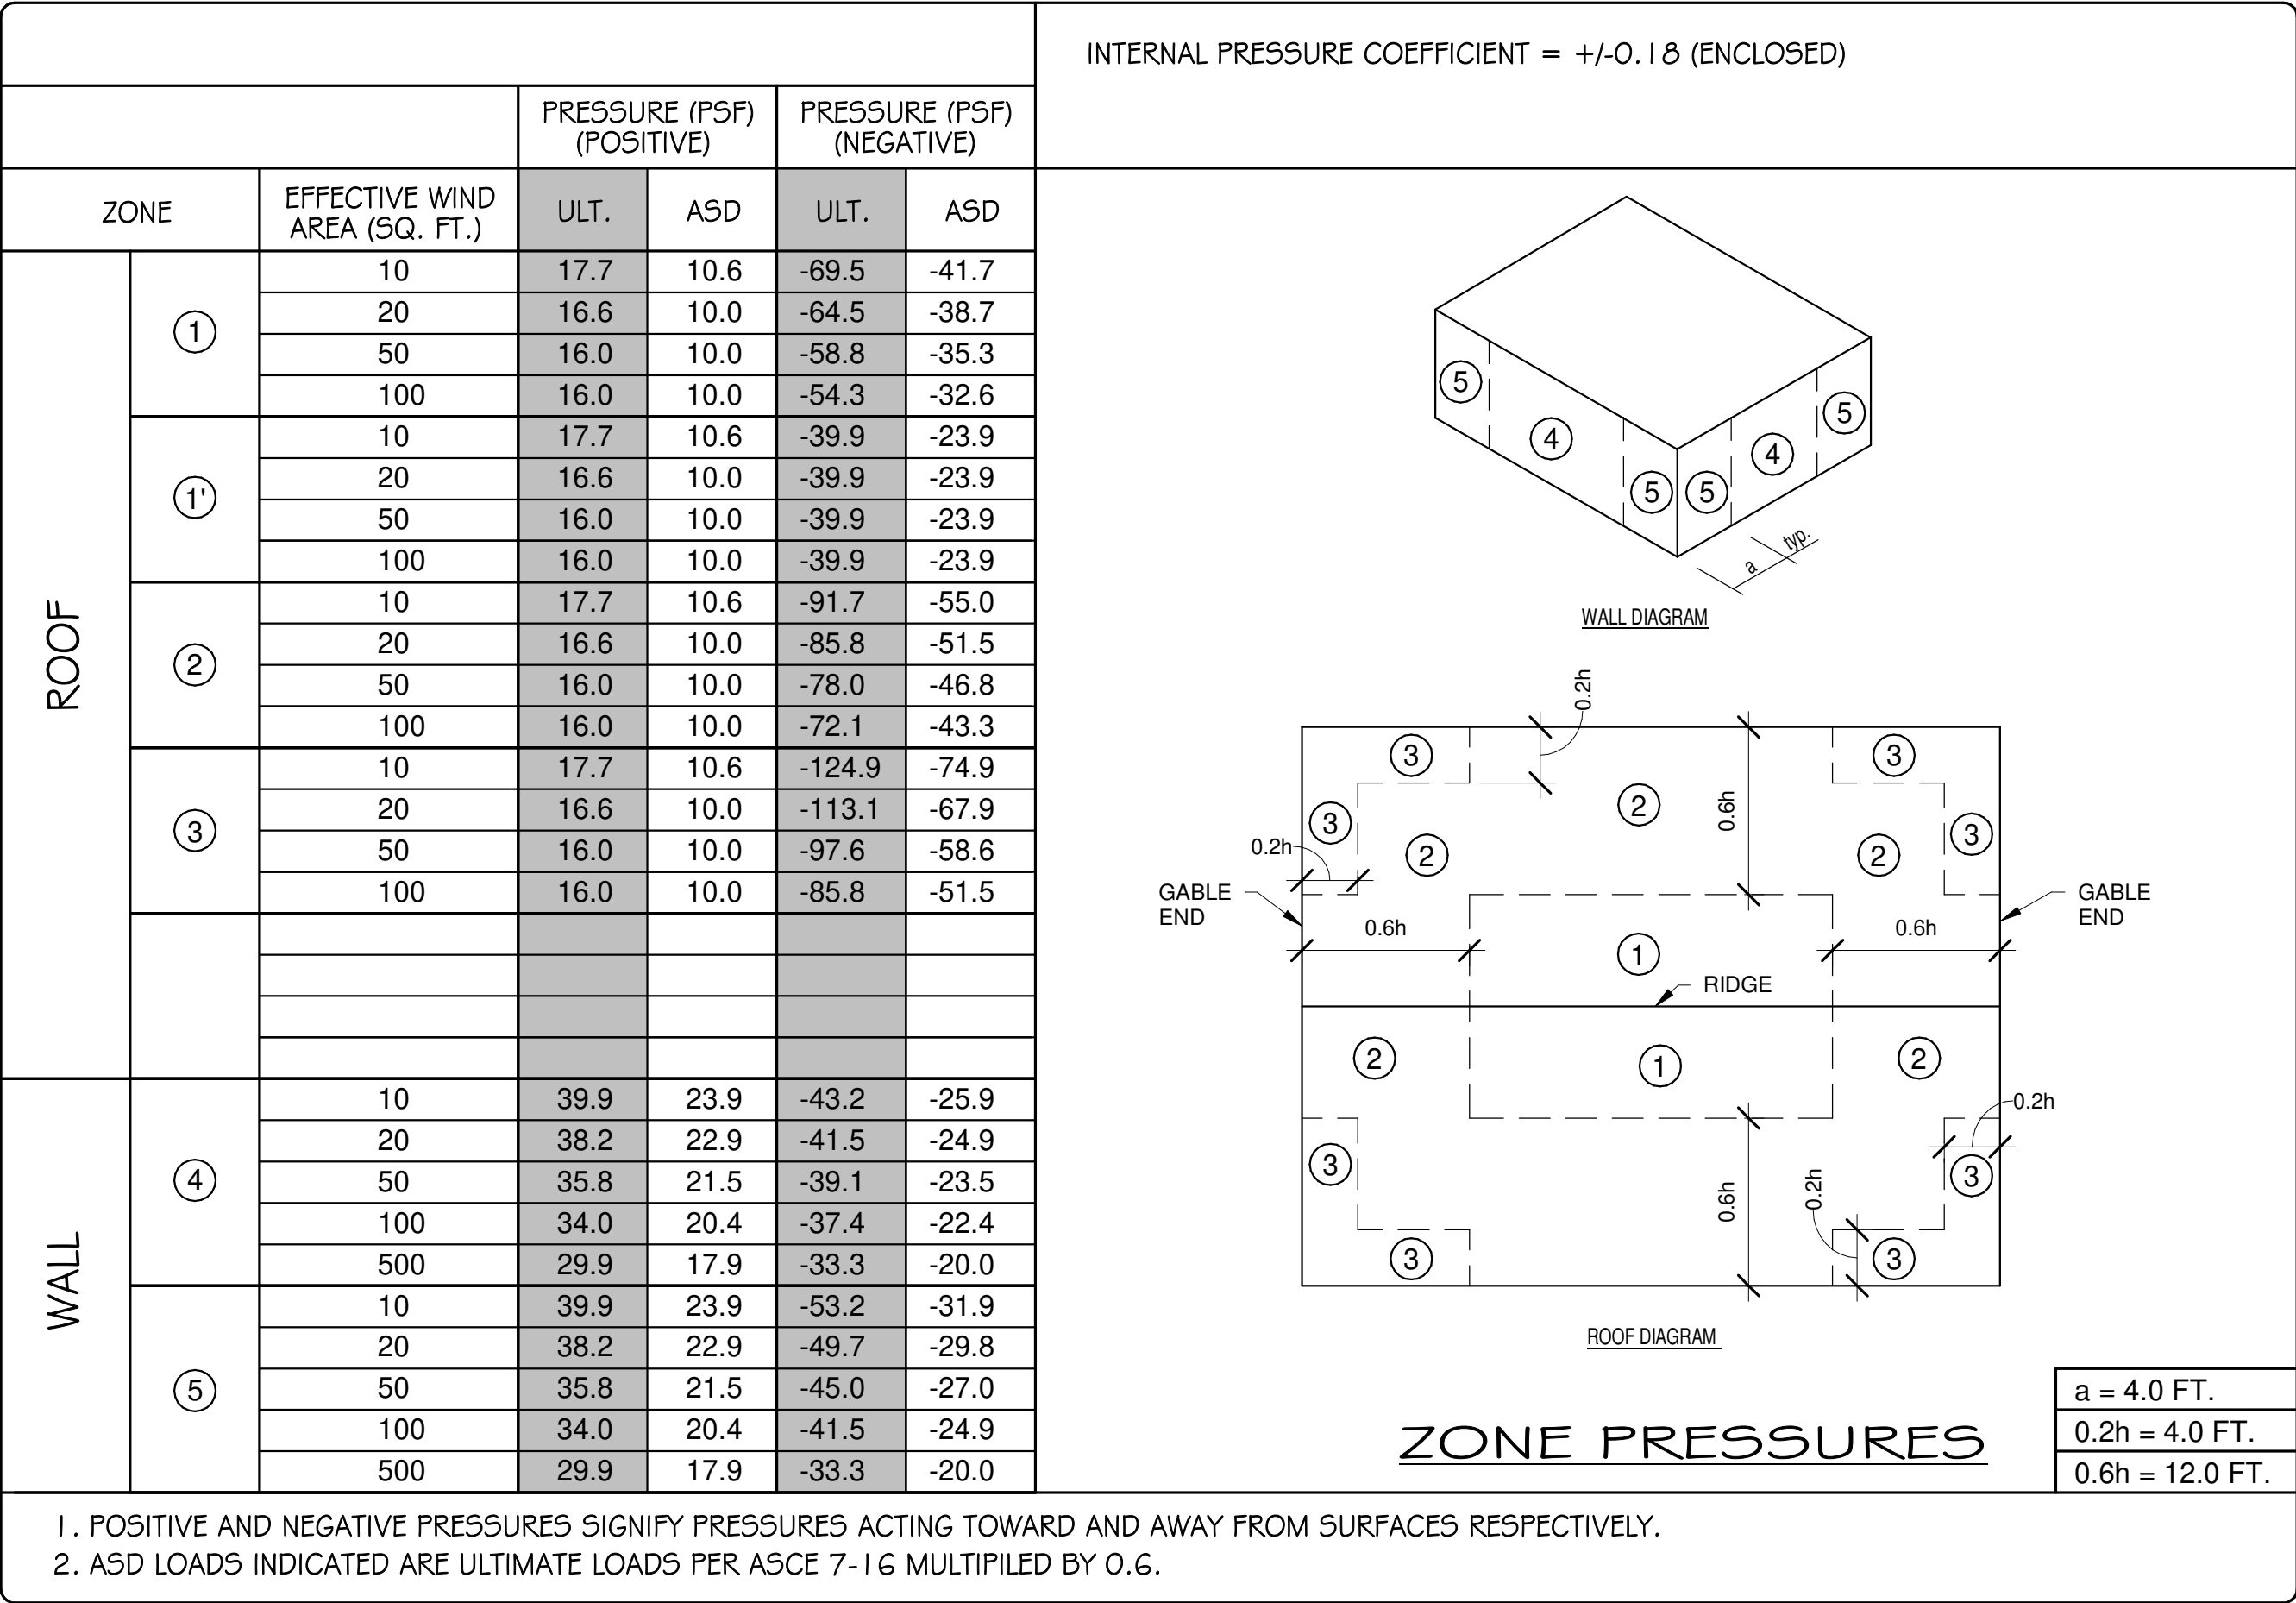 INTERNAL PRESSURE COEFFICIENT = +/-0.18 (ENCLOSED)
PRESSURE (PSF) (POSITIVE) PRESSURE (PSF) (NEGATIVE)
ZONE EFFECTIVE WIND AREA (SQ. FT.) ULT. ASD ULT. ASD
ROOF
1
10 17.7 10.6 -69.5 -41.7
20 16.6 10.0 -64.5 -38.7
50 16.0 10.0 -58.8 -35.3
100 16.0 10.0 -54.3 -32.6
1'
10 17.7 10.6 -39.9 -23.9
20 16.6 10.0 -39.9 -23.9
50 16.0 10.0 -39.9 -23.9
100 16.0 10.0 -39.9 -23.9
2
10 17.7 10.6 -91.7 -55.0
20 16.6 10.0 -85.8 -51.5
50 16.0 10.0 -78.0 -46.8
100 16.0 10.0 -72.1 -43.3
3
10 17.7 10.6 -124.9 -74.9
20 16.6 10.0 -113.1 -67.9
50 16.0 10.0 -97.6 -58.6
100 16.0 10.0 -85.8 -51.5
WALL
4
10 39.9 23.9 -43.2 -25.9
20 38.2 22.9 -41.5 -24.9
50 35.8 21.5 -39.1 -23.5
100 34.0 20.4 -37.4 -22.4
500 29.9 17.9 -33.3 -20.0
5
10 39.9 23.9 -53.2 -31.9
20 38.2 22.9 -49.7 -29.8
50 35.8 21.5 -45.0 -27.0
100 34.0 20.4 -41.5 -24.9
500 29.9 17.9 -33.3 -20.0
5 4 5 5 4 5
a typ.
WALL DIAGRAM
0.2h
3 3
2 0.6h
3 3
0.2h 2 2
GABLE END
GABLE END
0.6h 0.6h
1
RIDGE
2 1 2
0.2h
3 3
0.6h 0.2h
3 3
ROOF DIAGRAM
ZONE PRESSURES
a = 4.0 FT.
0.2h = 4.0 FT.
0.6h = 12.0 FT.
1. POSITIVE AND NEGATIVE PRESSURES SIGNIFY PRESSURES ACTING TOWARD AND AWAY FROM SURFACES RESPECTIVELY.
2. ASD LOADS INDICATED ARE ULTIMATE LOADS PER ASCE 7-16 MULTIPILED BY 0.6.